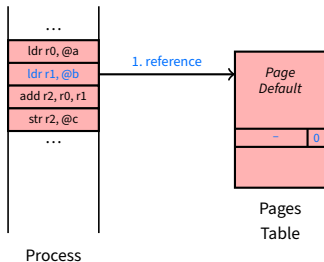 ...
ldr r0, @a
ldr r1, @b
add r2, r0, r1
str r2, @c
...
Process
1. reference
Page
Default
– 0
Pages
Table